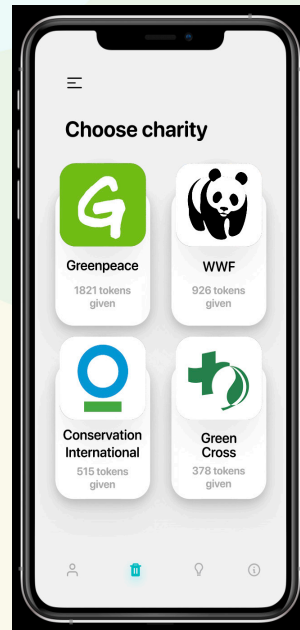 Choose charity
Greenpeace
1821 tokens
given
WWF
926 tokens
given
Conservation
International
515 tokens
given
Green
Cross
378 tokens
given